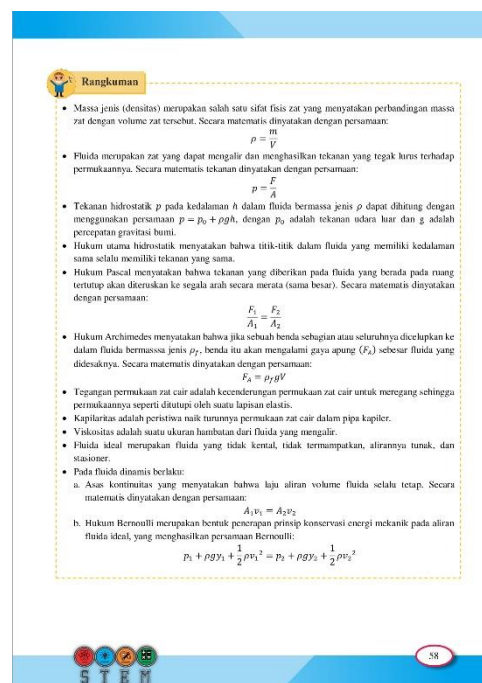 Rangkuman
• Massa jenis (densitas) merupakan salah satu sifat fisis zat yang menyatakan perbandingan massa
zat dengan volume zat tersebut. Secara matematis dinyatakan dengan persamaan:
ρ = m/V
• Fluida merupakan zat yang dapat mengalir dan menghasilkan tekanan yang tegak lurus terhadap
permukaannya. Secara matematis tekanan dinyatakan dengan persamaan:
p = F/A
• Tekanan hidrostatik p pada kedalaman h dalam fluida bermassa jenis ρ dapat dihitung dengan
menggunakan persamaan p = p₀ + ρgh, dengan p₀ adalah tekanan udara luar dan g adalah
percepatan gravitasi bumi.
• Hukum utama hidrostatik menyatakan bahwa titik-titik dalam fluida yang memiliki kedalaman
sama selalu memiliki tekanan yang sama.
• Hukum Pascal menyatakan bahwa tekanan yang diberikan pada fluida yang berada pada ruang
tertutup akan diteruskan ke segala arah secara merata (sama besar). Secara matematis dinyatakan
dengan persamaan:
F₁/A₁ = F₂/A₂
• Hukum Archimedes menyatakan bahwa jika sebuah benda sebagian atau seluruhnya dicelupkan ke
dalam fluida bermasssa jenis ρ_f, benda itu akan mengalami gaya apung (F_A) sebesar fluida yang
didesaknya. Secara matematis dinyatakan dengan persamaan:
F_A = ρ_f gV
• Tegangan permukaan zat cair adalah kecenderungan permukaan zat cair untuk meregang sehingga
permukaannya seperti ditutupi oleh suatu lapisan elastis.
• Kapilaritas adalah peristiwa naik turunnya permukaan zat cair dalam pipa kapiler.
• Viskositas adalah suatu ukuran hambatan dari fluida yang mengalir.
• Fluida ideal merupakan fluida yang tidak kental, tidak termampatkan, alirannya tunak, dan
stasioner.
• Pada fluida dinamis berlaku:
a. Asas kontinuitas yang menyatakan bahwa laju aliran volume fluida selalu tetap. Secara
matematis dinyatakan dengan persamaan:
A₁v₁ = A₂v₂
b. Hukum Bernoulli merupakan bentuk penerapan prinsip konservasi energi mekanik pada aliran
fluida ideal, yang menghasilkan persamaan Bernoulli:
p₁ + ρgy₁ + 1/2 ρv₁² = p₂ + ρgy₂ + 1/2 ρv₂²
STEM
58